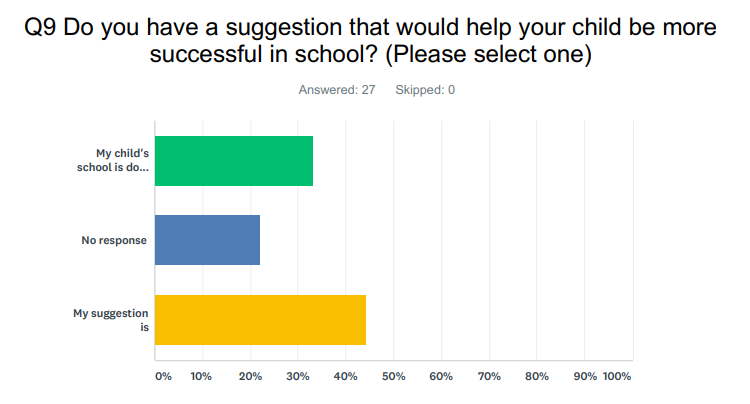 Q9 Do you have a suggestion that would help your child be more
successful in school? (Please select one)
Answered: 27 Skipped: 0
My child's
school is do...
No response
My suggestion
is
0% 10% 20% 30% 40% 50% 60% 70% 80% 90% 100%